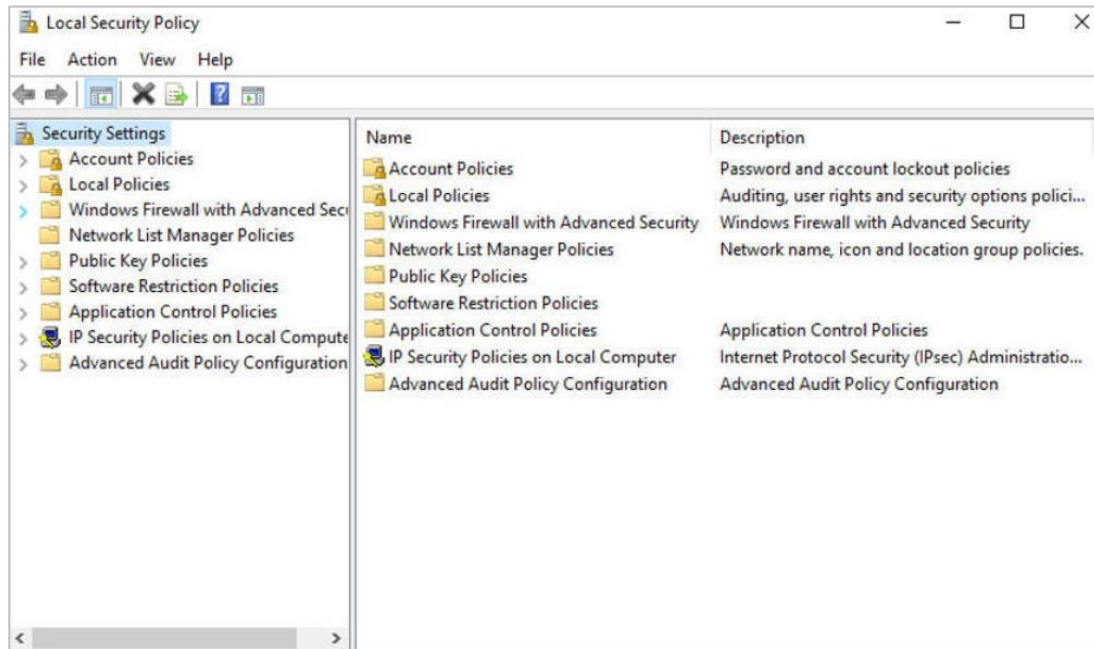 Local Security Policy
File Action View Help
Security Settings
Account Policies
Local Policies
Windows Firewall with Advanced Secu
Network List Manager Policies
Public Key Policies
Software Restriction Policies
Application Control Policies
IP Security Policies on Local Compute
Advanced Audit Policy Configuration
Name Description
Account Policies Password and account lockout policies
Local Policies Auditing, user rights and security options polici...
Windows Firewall with Advanced Security Windows Firewall with Advanced Security
Network List Manager Policies Network name, icon and location group policies.
Public Key Policies
Software Restriction Policies
Application Control Policies Application Control Policies
IP Security Policies on Local Computer Internet Protocol Security (IPsec) Administratio...
Advanced Audit Policy Configuration Advanced Audit Policy Configuration